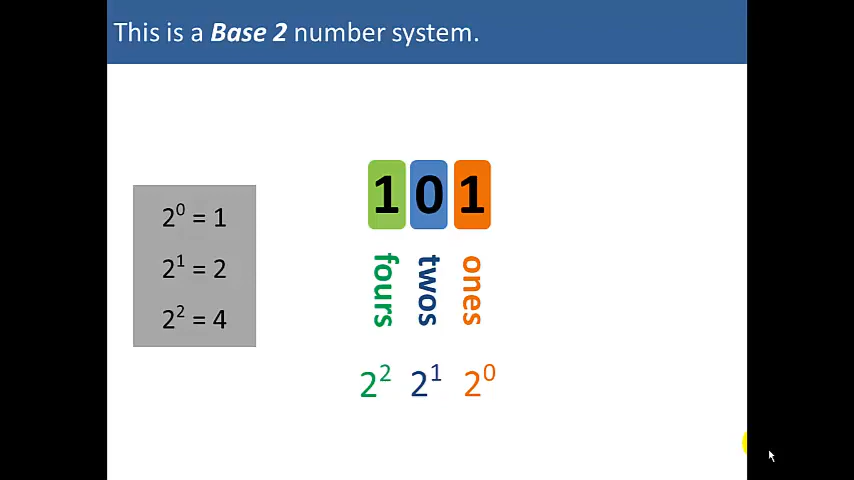 This is a Base 2 number system.
1 0 1
2⁰ = 1
2¹ = 2
2² = 4
fours twos ones
2² 2¹ 2⁰